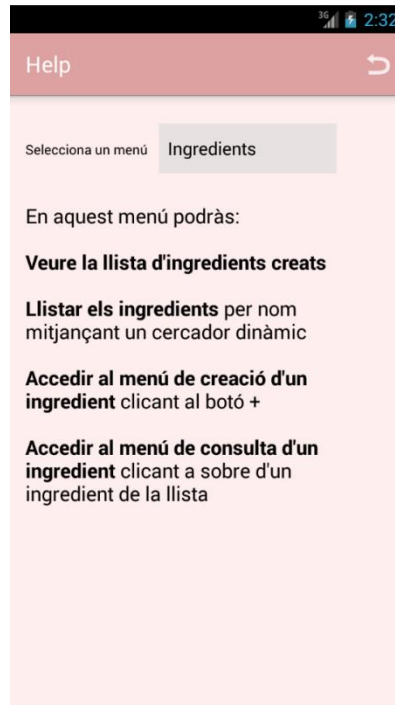 3G 2:32
Help
Selecciona un menú Ingredients
En aquest menú podràs:
Veure la llista d'ingredients creats
Llistar els ingredients per nom
mitjançant un cercador dinàmic
Accedir al menú de creació d'un
ingredient clicant al botó +
Accedir al menú de consulta d'un
ingredient clicant a sobre d'un
ingredient de la llista